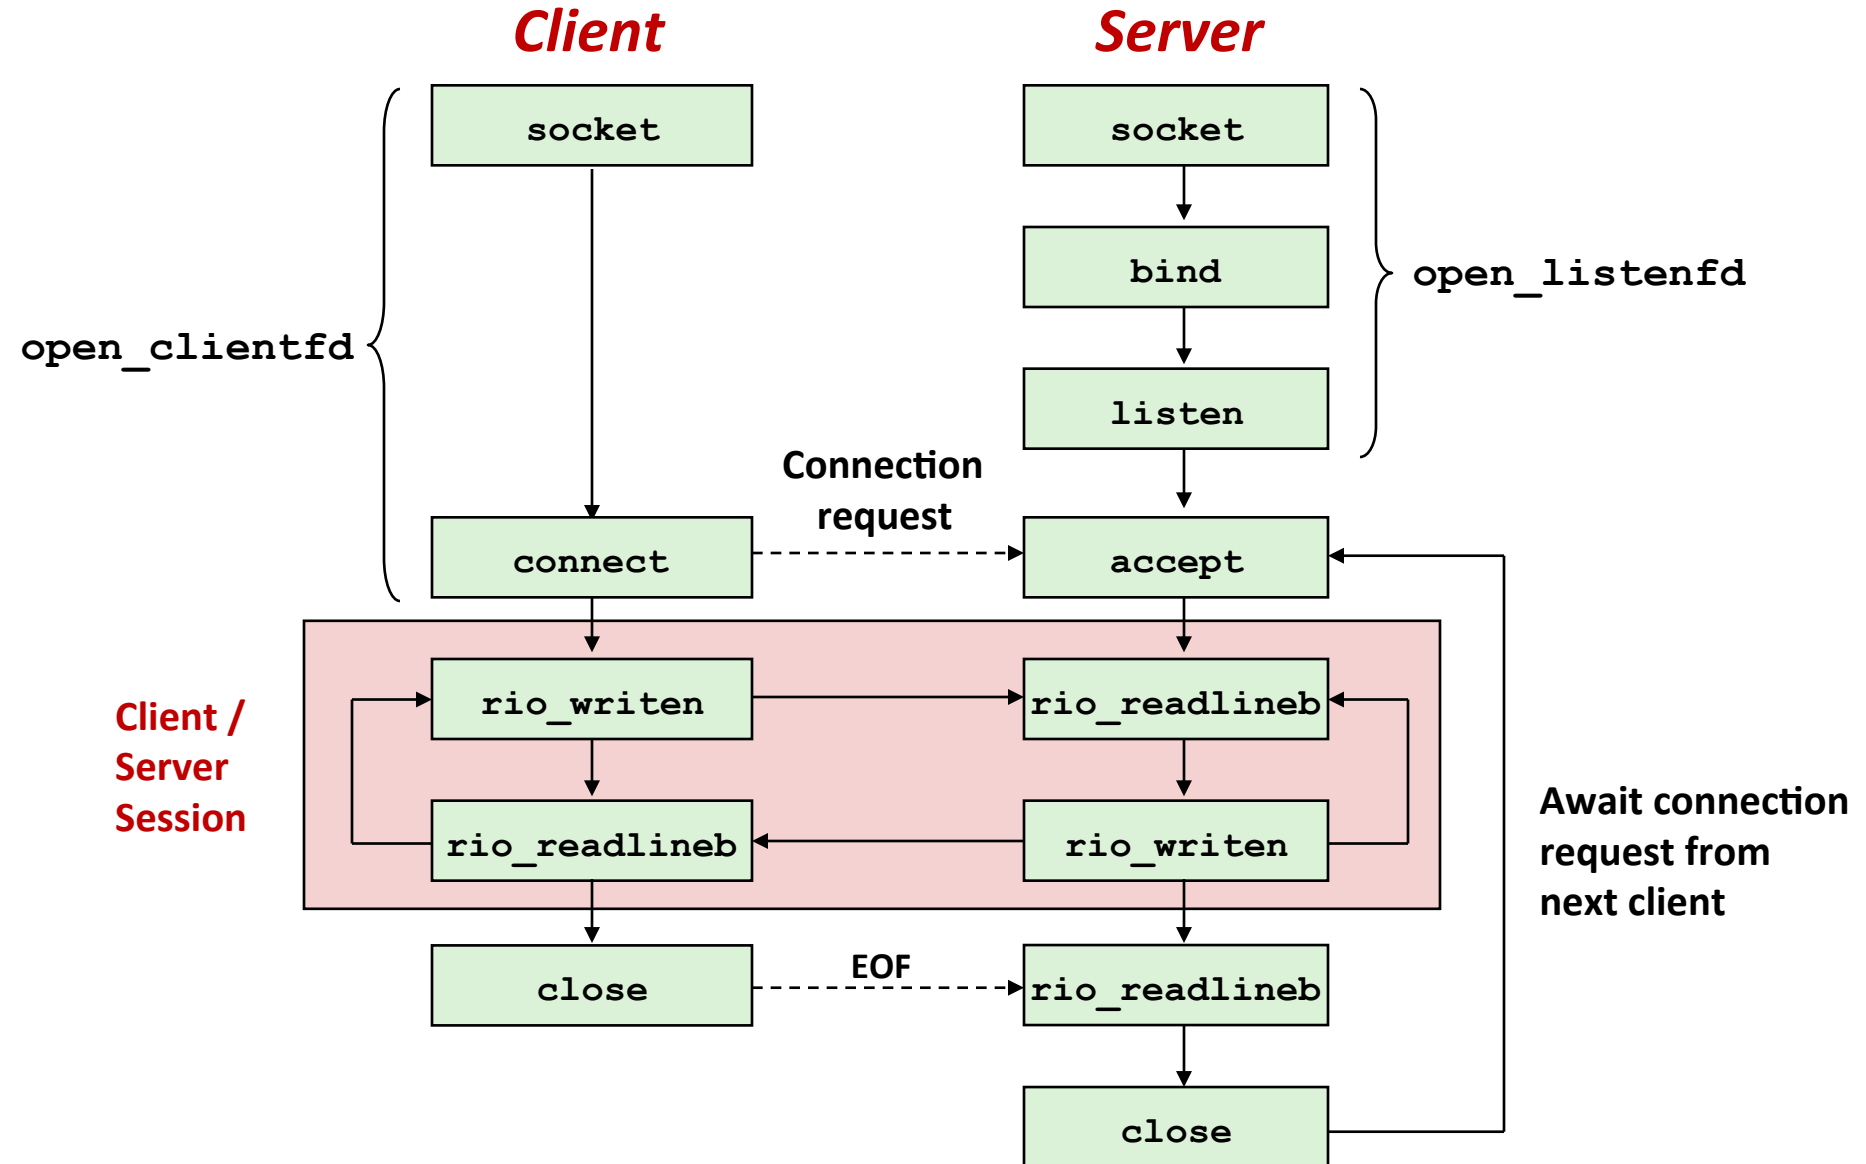 Client
Server
socket
socket
bind
open_listenfd
open_clientfd
listen
Connection
request
connect
accept
Client /
Server
Session
rio_writen
rio_readlineb
rio_readlineb
rio_writen
Await connection
request from
next client
close
EOF
rio_readlineb
close